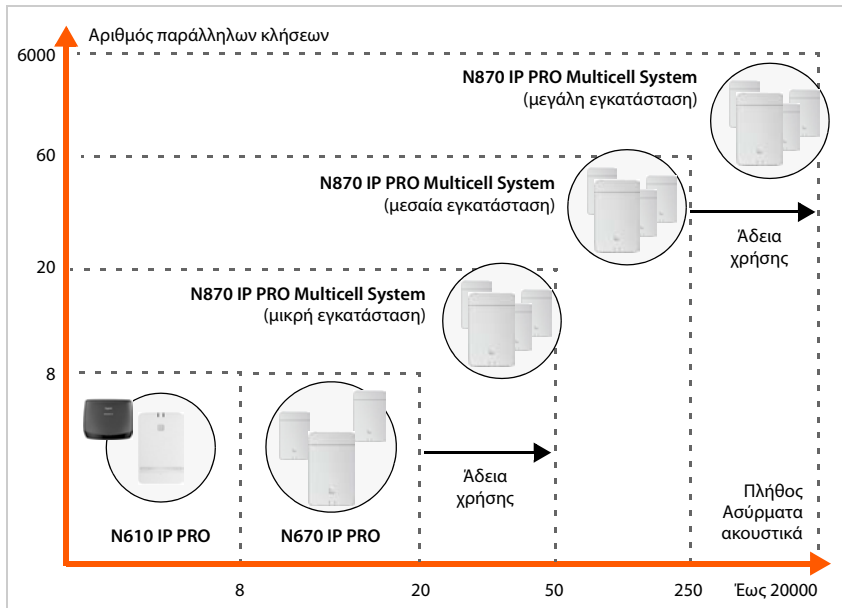 Αριθμός παράλληλων κλήσεων
6000
N870 IP PRO Multicell System
(μεγάλη εγκατάσταση)
60
N870 IP PRO Multicell System
(μεσαία εγκατάσταση)
Άδεια
χρήσης
20
N870 IP PRO Multicell System
(μικρή εγκατάσταση)
8
Άδεια
χρήσης
Πλήθος
Ασύρματα
ακουστικά
N610 IP PRO
N670 IP PRO
8
20
50
250
Έως 20000